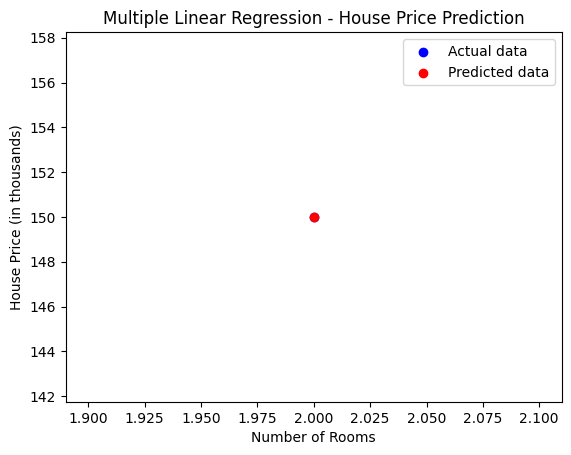 Multiple Linear Regression - House Price Prediction
Actual data
Predicted data
House Price (in thousands)
158
156
154
152
150
148
146
144
142
1.900 1.925 1.950 1.975 2.000 2.025 2.050 2.075 2.100
Number of Rooms